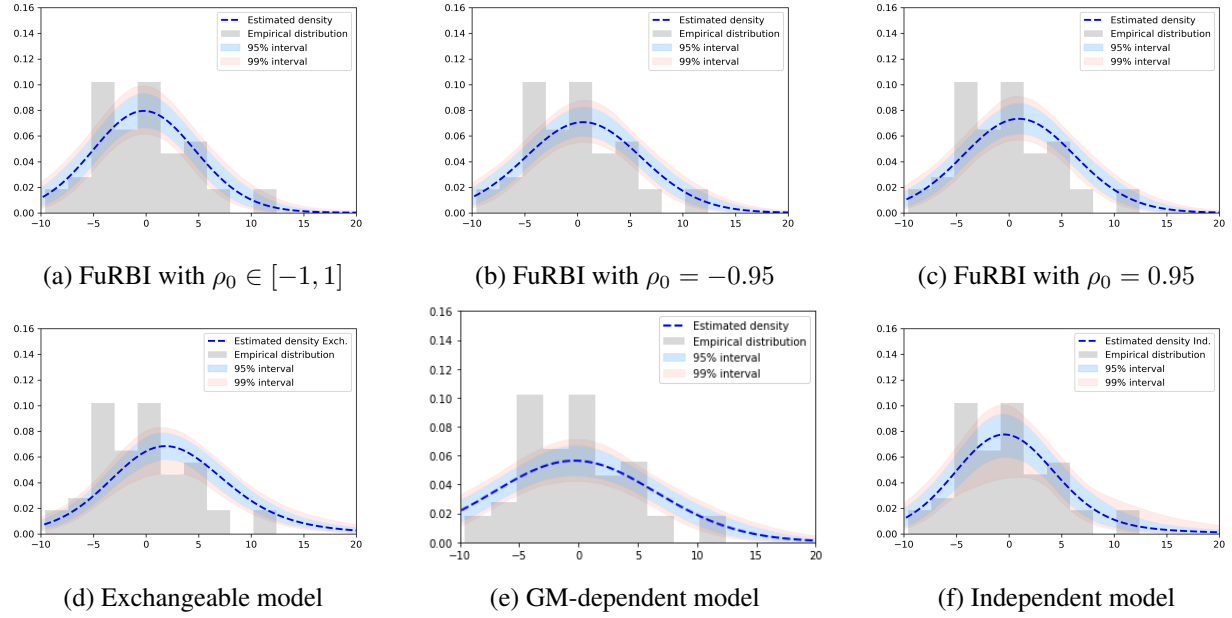 0.16
0.14
0.12
0.10
0.08
0.06
0.04
0.02
0.00
−10 −5 0 5 10 15 20
Estimated density
Empirical distribution
95% interval
99% interval
(a) FuRBI with ρ₀ ∈ [−1, 1]
0.16
0.14
0.12
0.10
0.08
0.06
0.04
0.02
0.00
−10 −5 0 5 10 15 20
Estimated density
Empirical distribution
95% interval
99% interval
(b) FuRBI with ρ₀ = −0.95
0.16
0.14
0.12
0.10
0.08
0.06
0.04
0.02
0.00
−10 −5 0 5 10 15 20
Estimated density
Empirical distribution
95% interval
99% interval
(c) FuRBI with ρ₀ = 0.95
0.16
0.14
0.12
0.10
0.08
0.06
0.04
0.02
0.00
−10 −5 0 5 10 15 20
Estimated density Exch.
Empirical distribution
95% interval
99% interval
(d) Exchangeable model
0.16
0.14
0.12
0.10
0.08
0.06
0.04
0.02
0.00
−10 −5 0 5 10 15 20
Estimated density
Empirical distribution
95% interval
99% interval
(e) GM-dependent model
0.16
0.14
0.12
0.10
0.08
0.06
0.04
0.02
0.00
−10 −5 0 5 10 15 20
Estimated density Ind.
Empirical distribution
95% interval
99% interval
(f) Independent model